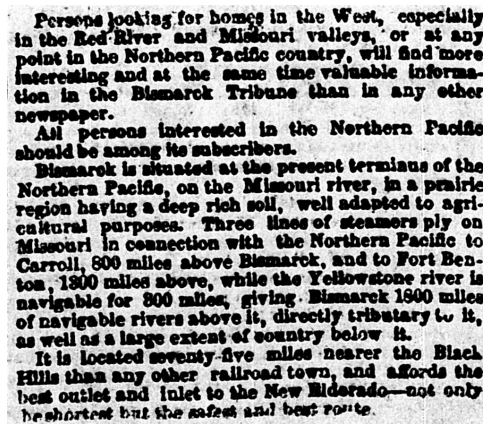 Persons looking for homes in the West, especially
in the Red River and Missouri valleys, or at any
point in the Northern Pacific country, will find more
interesting and at the same time valuable informa-
tion in the Bismarck Tribune than in any other
newspaper.
All persons interested in the Northern Pacific
should be among its subscribers.
Bismarck is situated at the present terminus of the
Northern Pacific, on the Missouri river, in a prairie
region having a deep rich soil, well adapted to agri-
cultural purposes. Three lines of steamers ply on
Missouri in connection with the Northern Pacific to
Carroll, 800 miles above Bismarck, and to Fort Ben-
ton, 1300 miles above, while the Yellowstone river is
navigable for 300 miles, giving Bismarck 1600 miles
of navigable rivers above it, directly tributary to it,
as well as a large extent of country below it.
It is located seventy-five miles nearer the Black
Hills than any other railroad town, and affords the
best outlet and inlet to the New Eldorado—not only
he shortest but the safest and best route.